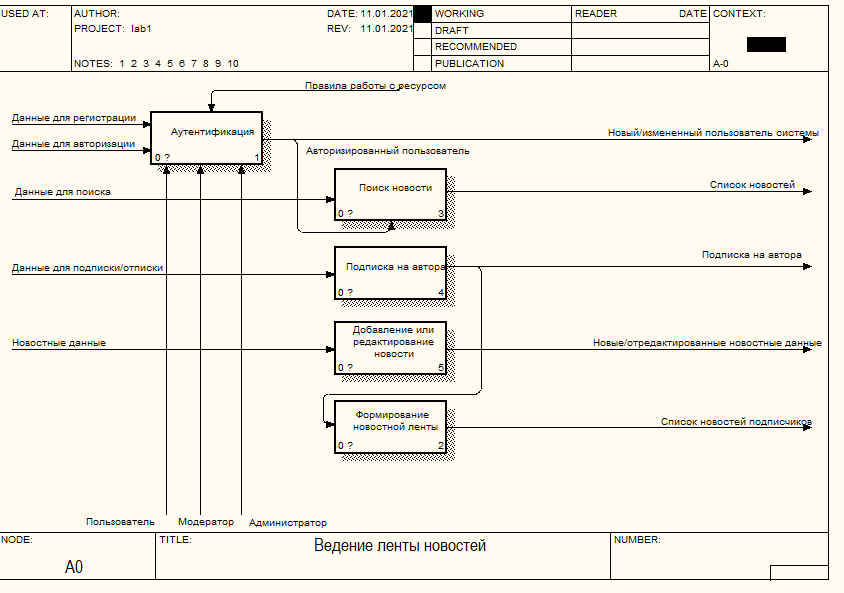 USED AT:
AUTHOR:
DATE: 11.01.2021
PROJECT: lab1
REV: 11.01.2021
NOTES: 1 2 3 4 5 6 7 8 9 10
WORKING
DRAFT
RECOMMENDED
PUBLICATION
READER
DATE
CONTEXT:
A-0
Правила работы с ресурсом
Данные для регистрации
Данные для авторизации
Аутентификация
0 ?
1
Новый/измененный пользователь системы
Авторизированный пользователь
Данные для поиска
Поиск новости
0 ?
3
Список новостей
Данные для подписки/отписки
Подписка на автора
0 ?
4
Подписка на автора
Новостные данные
Добавление или
редактирование
новости
0 ?
5
Новые/отредактированные новостные данные
Формирование
новостной ленты
0 ?
2
Список новостей подписчиков
Пользователь
Модератор
Администратор
NODE:
A0
TITLE:
Ведение ленты новостей
NUMBER: